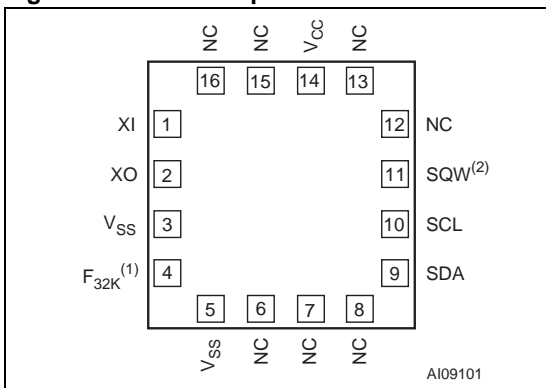 NC NC VCC NC
16 15 14 13
XI 1 12 NC
XO 2 11 SQW(2)
VSS 3 10 SCL
F32K(1) 4 9 SDA
5 6 7 8
VSS NC NC NC
AI09101